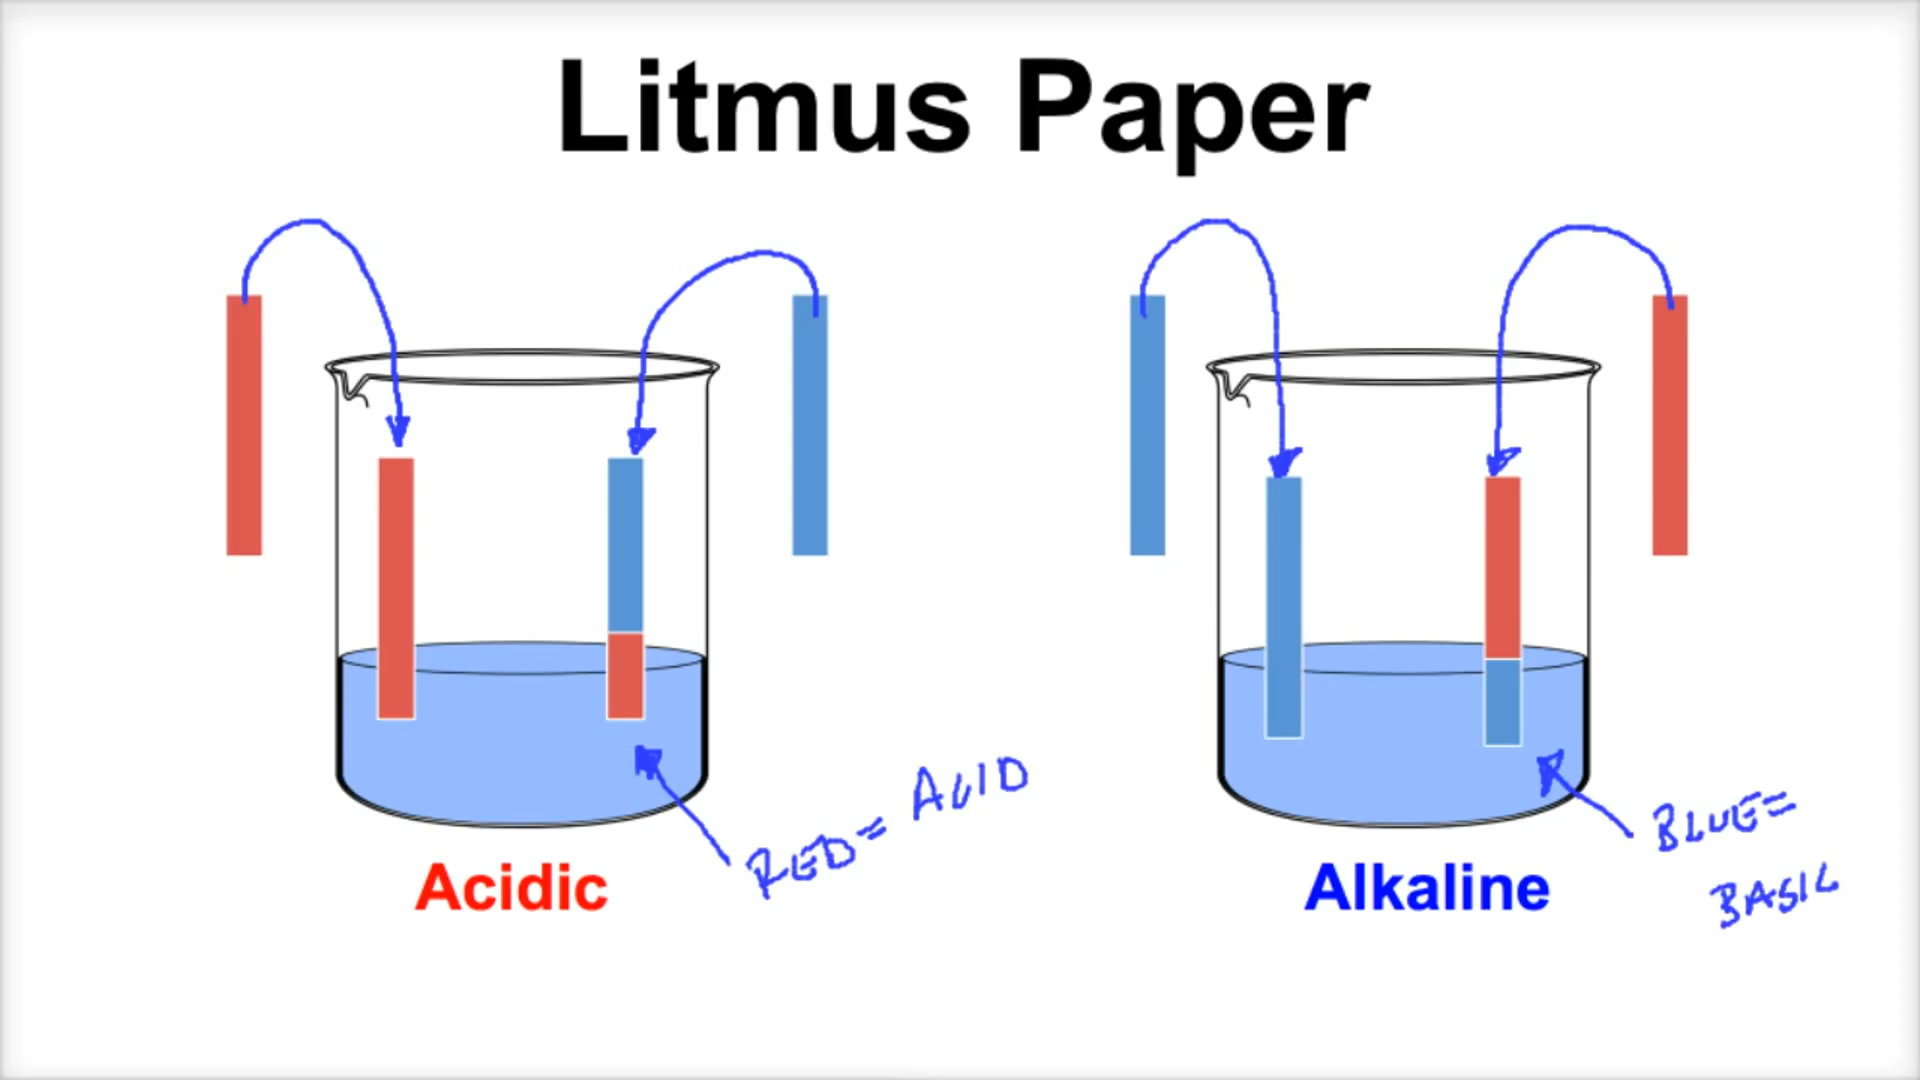 Litmus Paper
RED= ACID
BLUE=
BASIC
Acidic
Alkaline